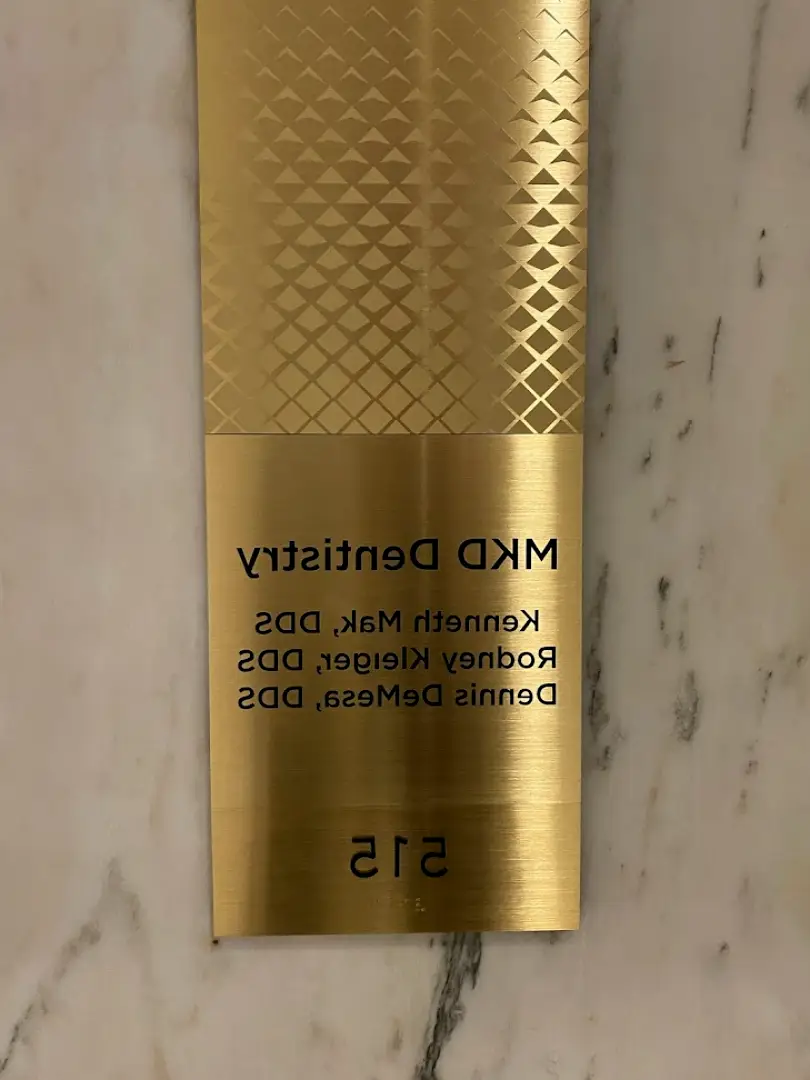 MKD Dentistry
Kenneth Mak, DDS
Rodney Kleiger, DDS
Dennis DeMesa, DDS
515